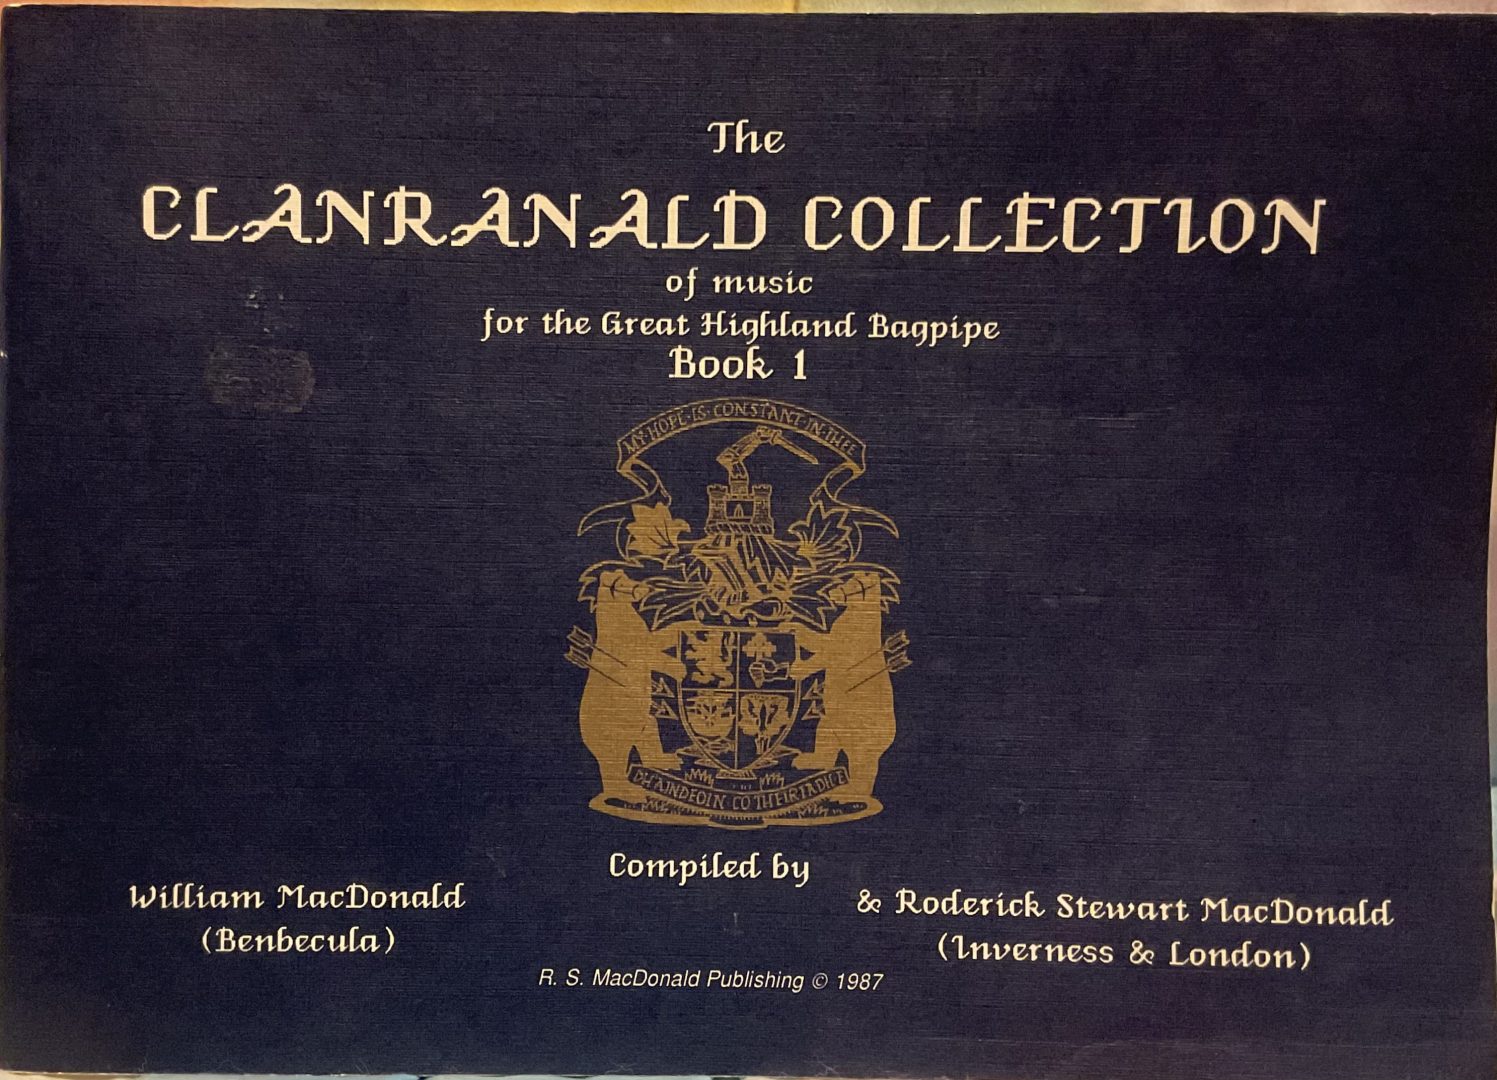 The
CLANRANALD COLLECTION
of music
for the Great Highland Bagpipe
Book 1
MY·HOPE·IS·CONSTANT·IN·THEE
DH'AINDEOIN CO THEIRIADH E
Compiled by
William MacDonald
(Benbecula)
& Roderick Stewart MacDonald
(Inverness & London)
R. S. MacDonald Publishing © 1987